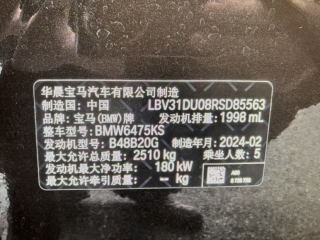 华晨宝马汽车有限公司制造
制造国：中国 LBV31DU08RSD85563
品牌：宝马(BMW)牌 发动机排量：1998 mL
整车型号：BMW6475KS
发动机型号：B48B20G 制造年月：2024-02
最大允许总质量：2510 kg 乘坐人数：5
发动机最大净功率：180 kW
最大允许牵引质量：— kg